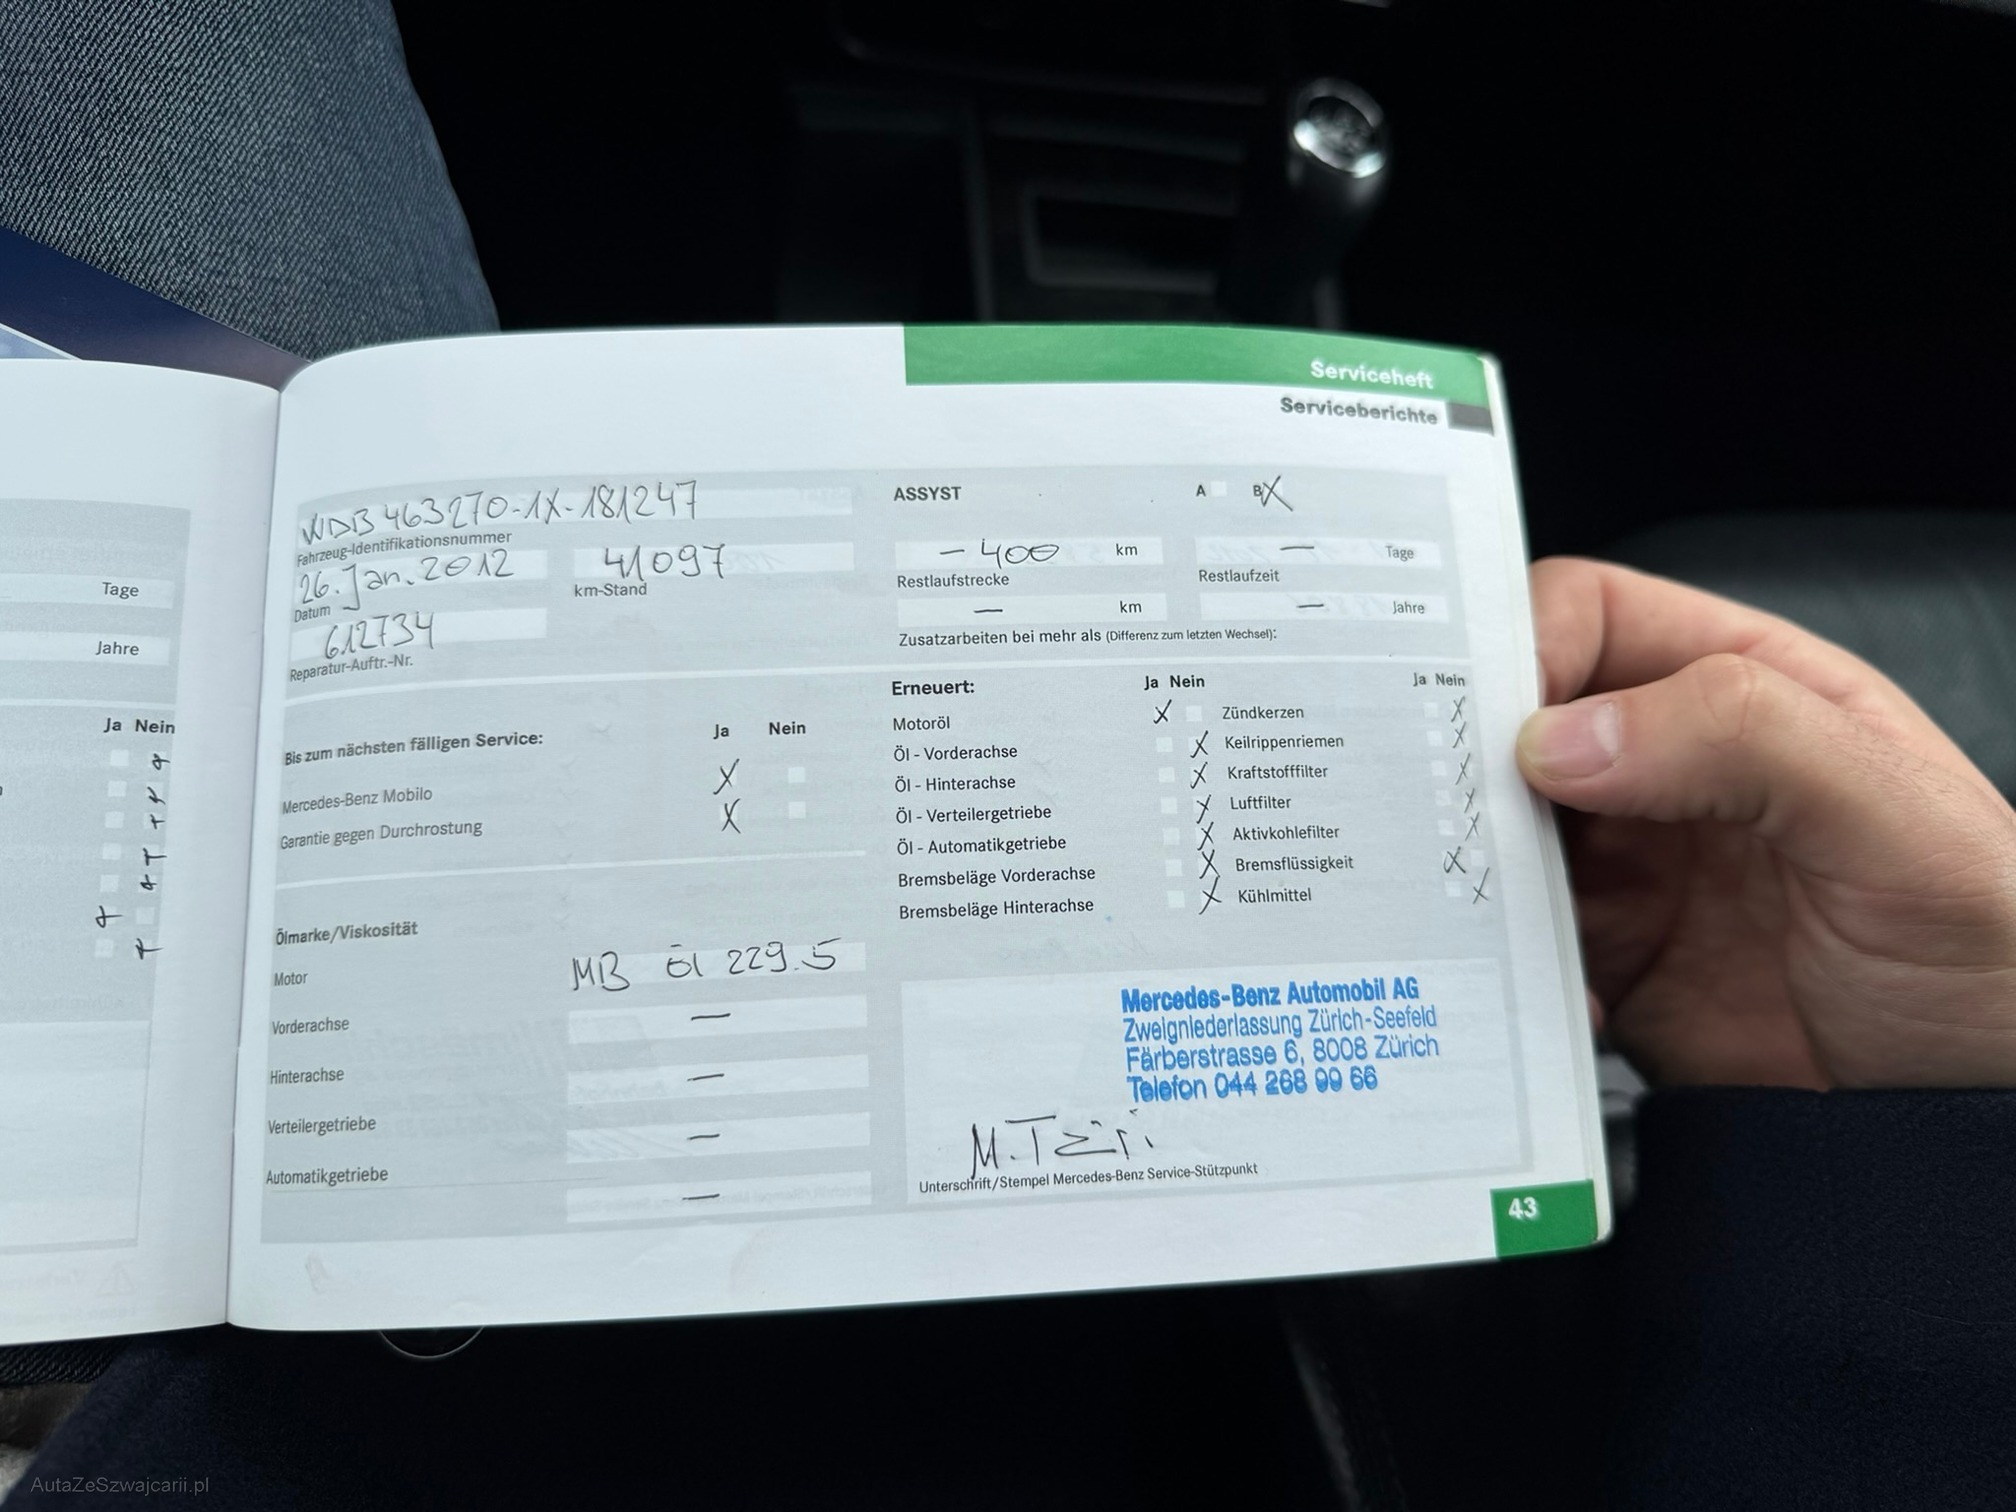 Tage
Jahre
Ja Nein
Serviceheft
Serviceberichte
WDB463270-1X-181247
Fahrzeug-Identifikationsnummer
26. Jan. 2012
41097
Datum
km-Stand
612734
Reparatur-Auftr.-Nr.
Bis zum nächsten fälligen Service:
Ja
Nein
Mercedes-Benz Mobilo
X
Garantie gegen Durchrostung
X
Ölmarke/Viskosität
Motor
MB Öl 229.5
Vorderachse
—
Hinterachse
—
Verteilergetriebe
—
Automatikgetriebe
—
ASSYST
A
B X
– 400 km
— Tage
Restlaufstrecke
Restlaufzeit
— km
— Jahre
Zusatzarbeiten bei mehr als (Differenz zum letzten Wechsel):
Erneuert:
Ja Nein
Ja Nein
Motoröl X
Zündkerzen X
Öl - Vorderachse X
Keilrippenriemen X
Öl - Hinterachse X
Kraftstofffilter X
Öl - Verteilergetriebe X
Luftfilter X
Öl - Automatikgetriebe X
Aktivkohlefilter X
Bremsbeläge Vorderachse X
Bremsflüssigkeit X
Bremsbeläge Hinterachse X
Kühlmittel X
Mercedes-Benz Automobil AG
Zweigniederlassung Zürich-Seefeld
Färberstrasse 6, 8008 Zürich
Telefon 044 268 99 66
Unterschrift/Stempel Mercedes-Benz Service-Stützpunkt
43
AutaZeSzwajcarii.pl